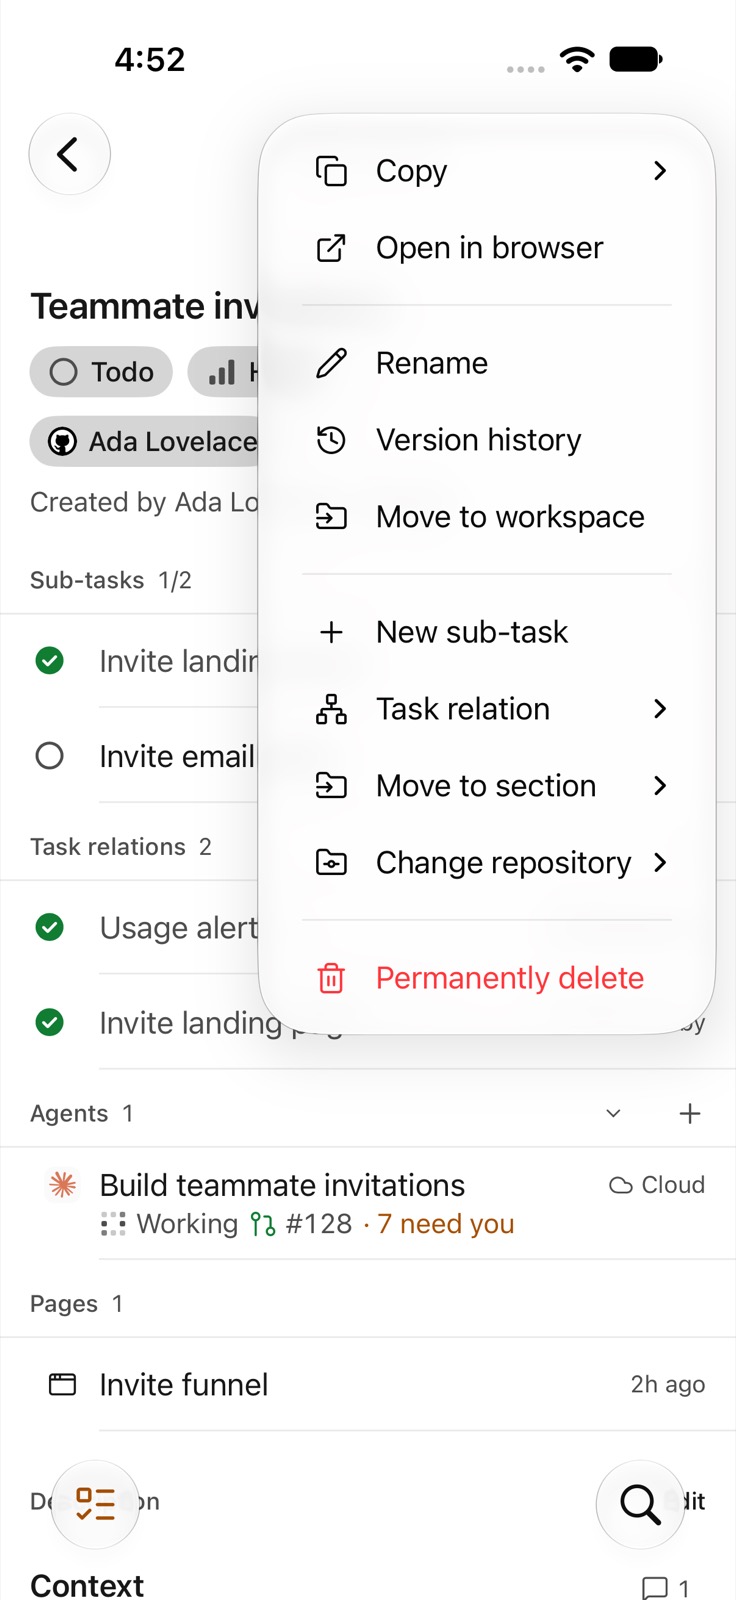 4:52
Copy
Open in browser
Rename
Version history
Move to workspace
New sub-task
Task relation
Move to section
Change repository
Permanently delete
Teammate inv
Todo
Ada Lovelace
Created by Ada Lo
Sub-tasks 1/2
Invite landin
Invite email
Task relations 2
Usage alert
Invite landing
Agents 1
Build teammate invitations
Cloud
Working #128 · 7 need you
Pages 1
Invite funnel
2h ago
Context
1